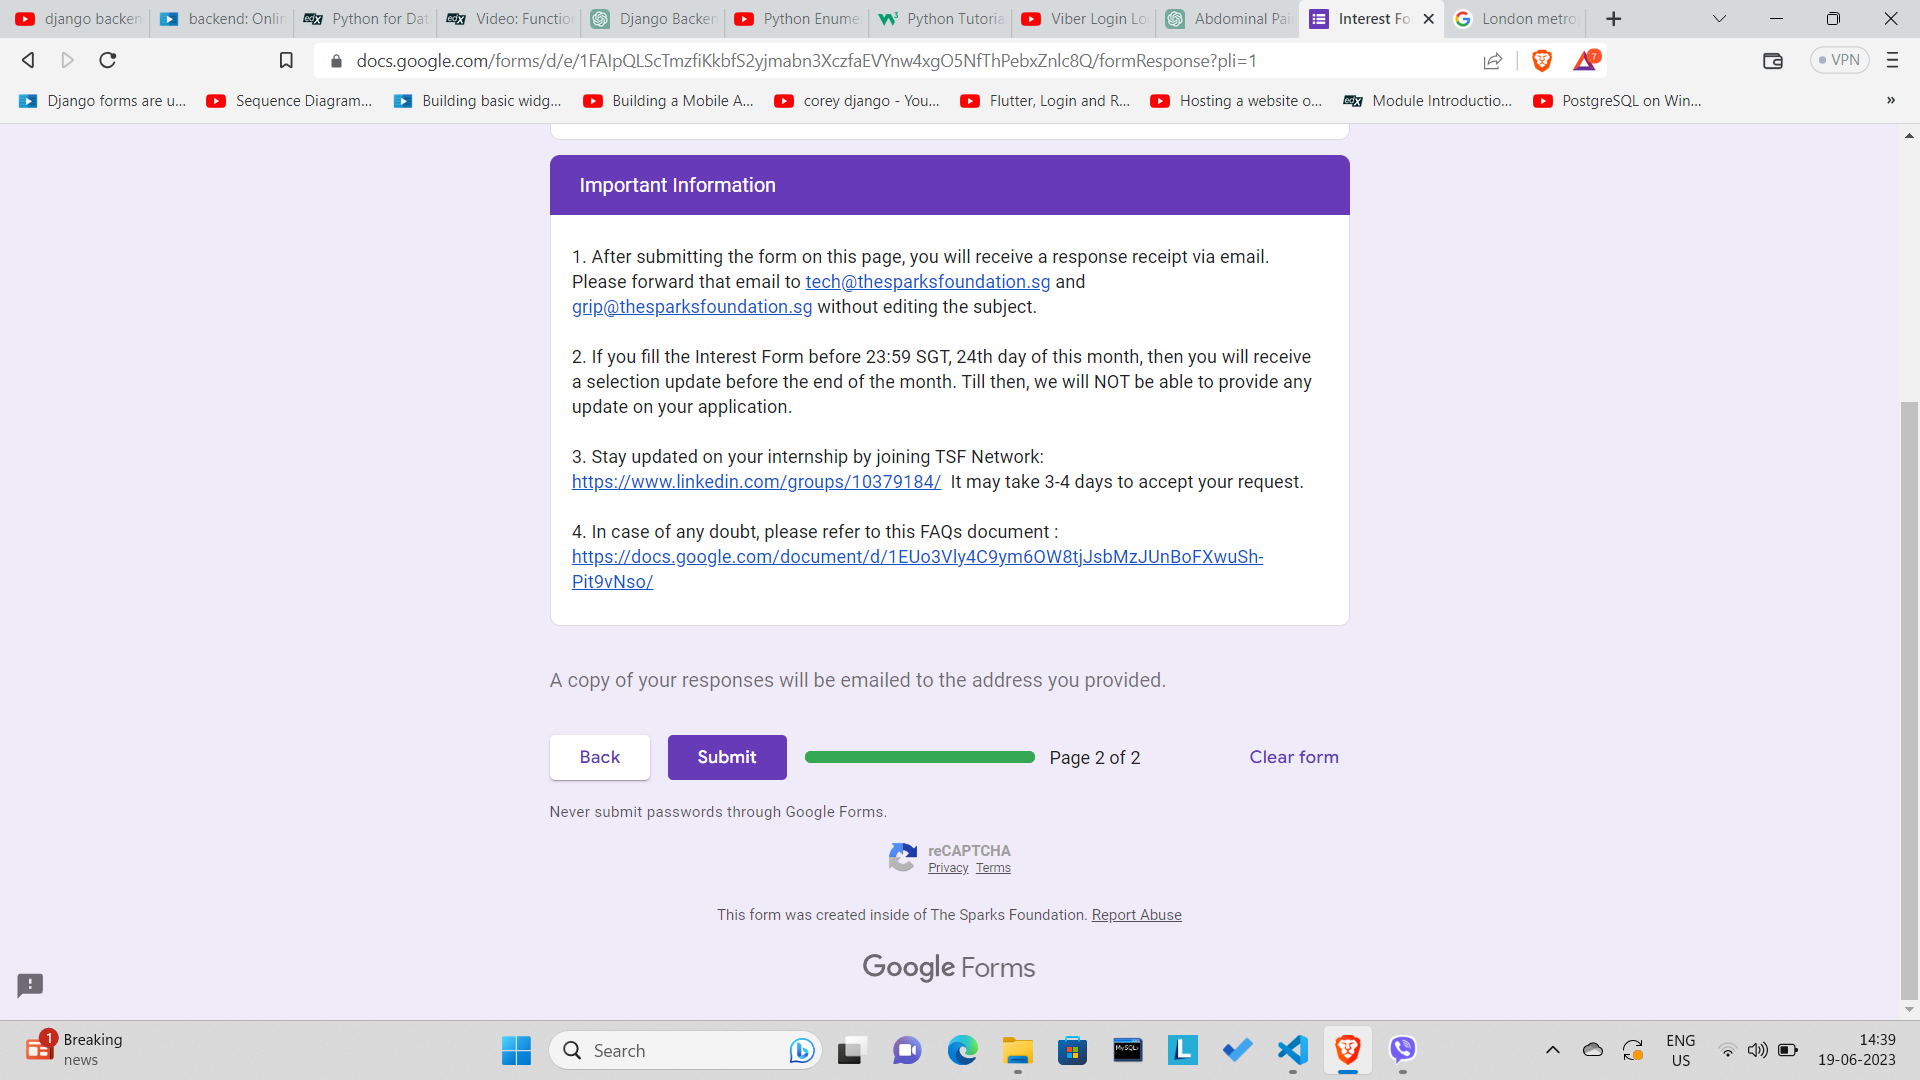 django backen
backend: Onlin
Python for Dat
Video: Function
Django Backen
Python Enume
Python Tutoria
Viber Login Lo
Abdominal Pai
Interest Fo
London metrop
docs.google.com/forms/d/e/1FAIpQLScTmzfiKkbfS2yjmabn3XczfaEVYnw4xgO5NfThPebxZnlc8Q/formResponse?pli=1
7
VPN
Django forms are u...
Sequence Diagram...
Building basic widg...
Building a Mobile A...
corey django - You...
Flutter, Login and R...
Hosting a website o...
Module Introductio...
PostgreSQL on Win...
»
Important Information
1. After submitting the form on this page, you will receive a response receipt via email.
Please forward that email to tech@thesparksfoundation.sg and
grip@thesparksfoundation.sg without editing the subject.
2. If you fill the Interest Form before 23:59 SGT, 24th day of this month, then you will receive
a selection update before the end of the month. Till then, we will NOT be able to provide any
update on your application.
3. Stay updated on your internship by joining TSF Network:
https://www.linkedin.com/groups/10379184/ It may take 3-4 days to accept your request.
4. In case of any doubt, please refer to this FAQs document :
https://docs.google.com/document/d/1EUo3Vly4C9ym6OW8tjJsbMzJUnBoFXwuSh-
Pit9vNso/
A copy of your responses will be emailed to the address you provided.
Back
Submit
Page 2 of 2
Clear form
Never submit passwords through Google Forms.
reCAPTCHA
Privacy Terms
This form was created inside of The Sparks Foundation. Report Abuse
Google Forms
1
Breaking
news
Search
MySQL
L
ENG
US
14:39
19-06-2023